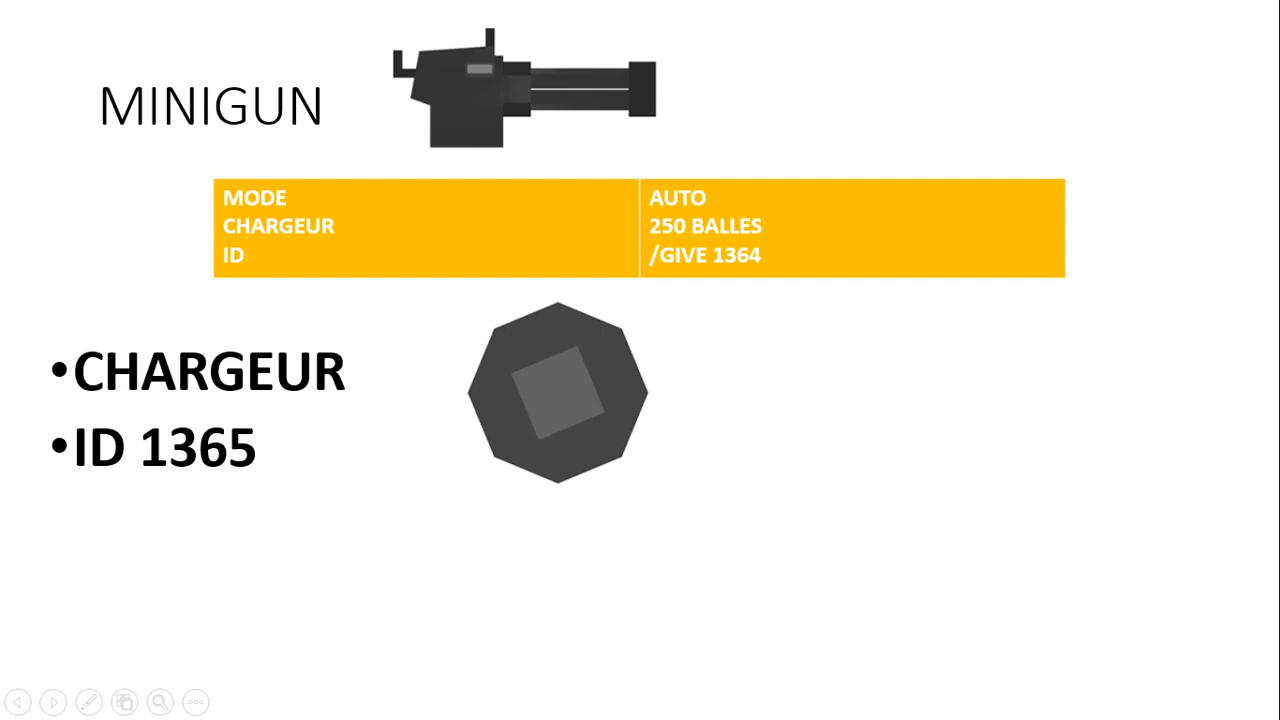 MINIGUN
MODE
CHARGEUR
ID
AUTO
250 BALLES
/GIVE 1364
•CHARGEUR
•ID 1365